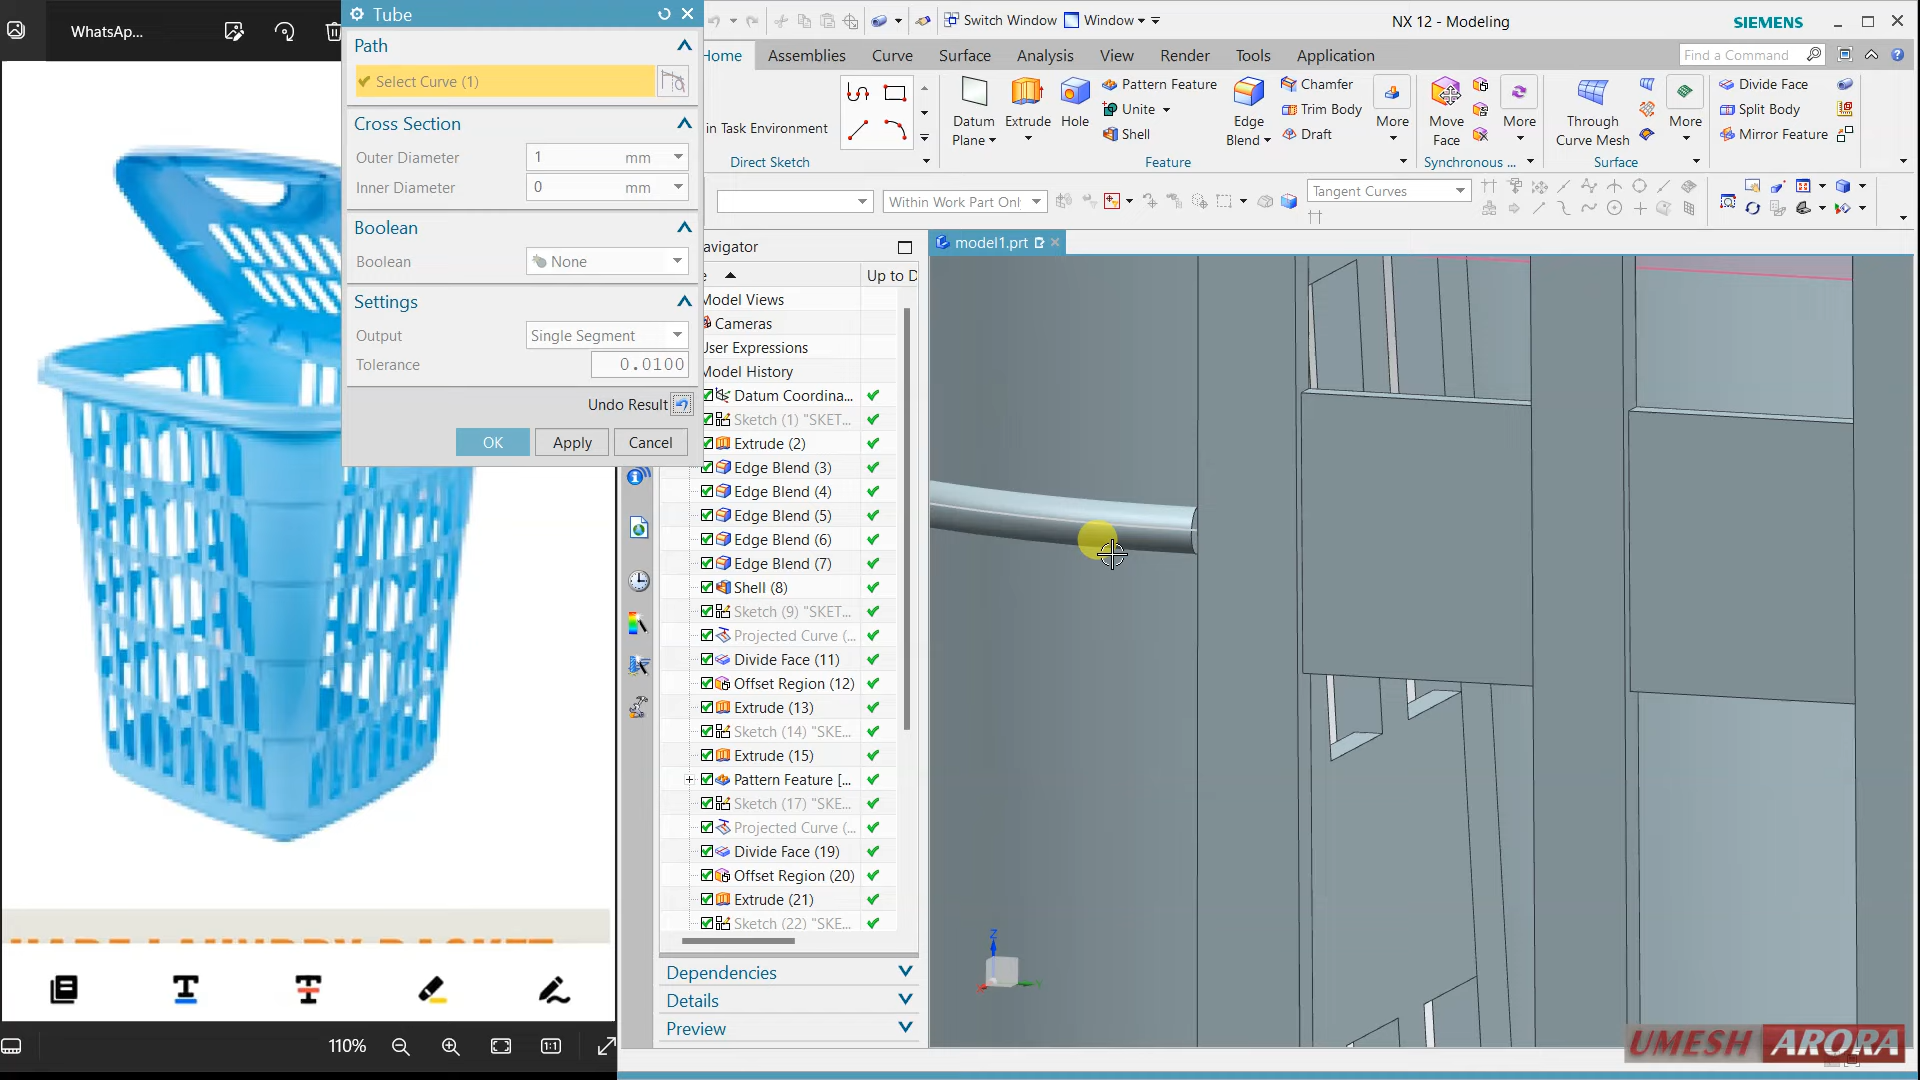 WhatsAp...
Tube
Path
Select Curve (1)
Cross Section
Outer Diameter 1 mm
Inner Diameter 0 mm
Boolean
Boolean None
Settings
Output Single Segment
Tolerance 0.0100
Undo Result
OK Apply Cancel
Switch Window Window
NX 12 - Modeling
SIEMENS
Home Assemblies Curve Surface Analysis View Render Tools Application
Find a Command
in Task Environment
Direct Sketch
Datum Plane
Extrude
Hole
Pattern Feature
Unite
Shell
Edge Blend
Chamfer
Trim Body
Draft
More
Feature
Move Face
More
Synchronous ...
Through Curve Mesh
More
Surface
Divide Face
Split Body
Mirror Feature
Within Work Part Onl
Tangent Curves
avigator
model1.prt
Up to D
Model Views
Cameras
User Expressions
Model History
Datum Coordina...
Sketch (1) "SKET...
Extrude (2)
Edge Blend (3)
Edge Blend (4)
Edge Blend (5)
Edge Blend (6)
Edge Blend (7)
Shell (8)
Sketch (9) "SKET...
Projected Curve (...
Divide Face (11)
Offset Region (12)
Extrude (13)
Sketch (14) "SKE...
Extrude (15)
Pattern Feature [...
Sketch (17) "SKE...
Projected Curve (...
Divide Face (19)
Offset Region (20)
Extrude (21)
Sketch (22) "SKE...
Dependencies
Details
Preview
Z
110%
1:1
UMESH ARORA